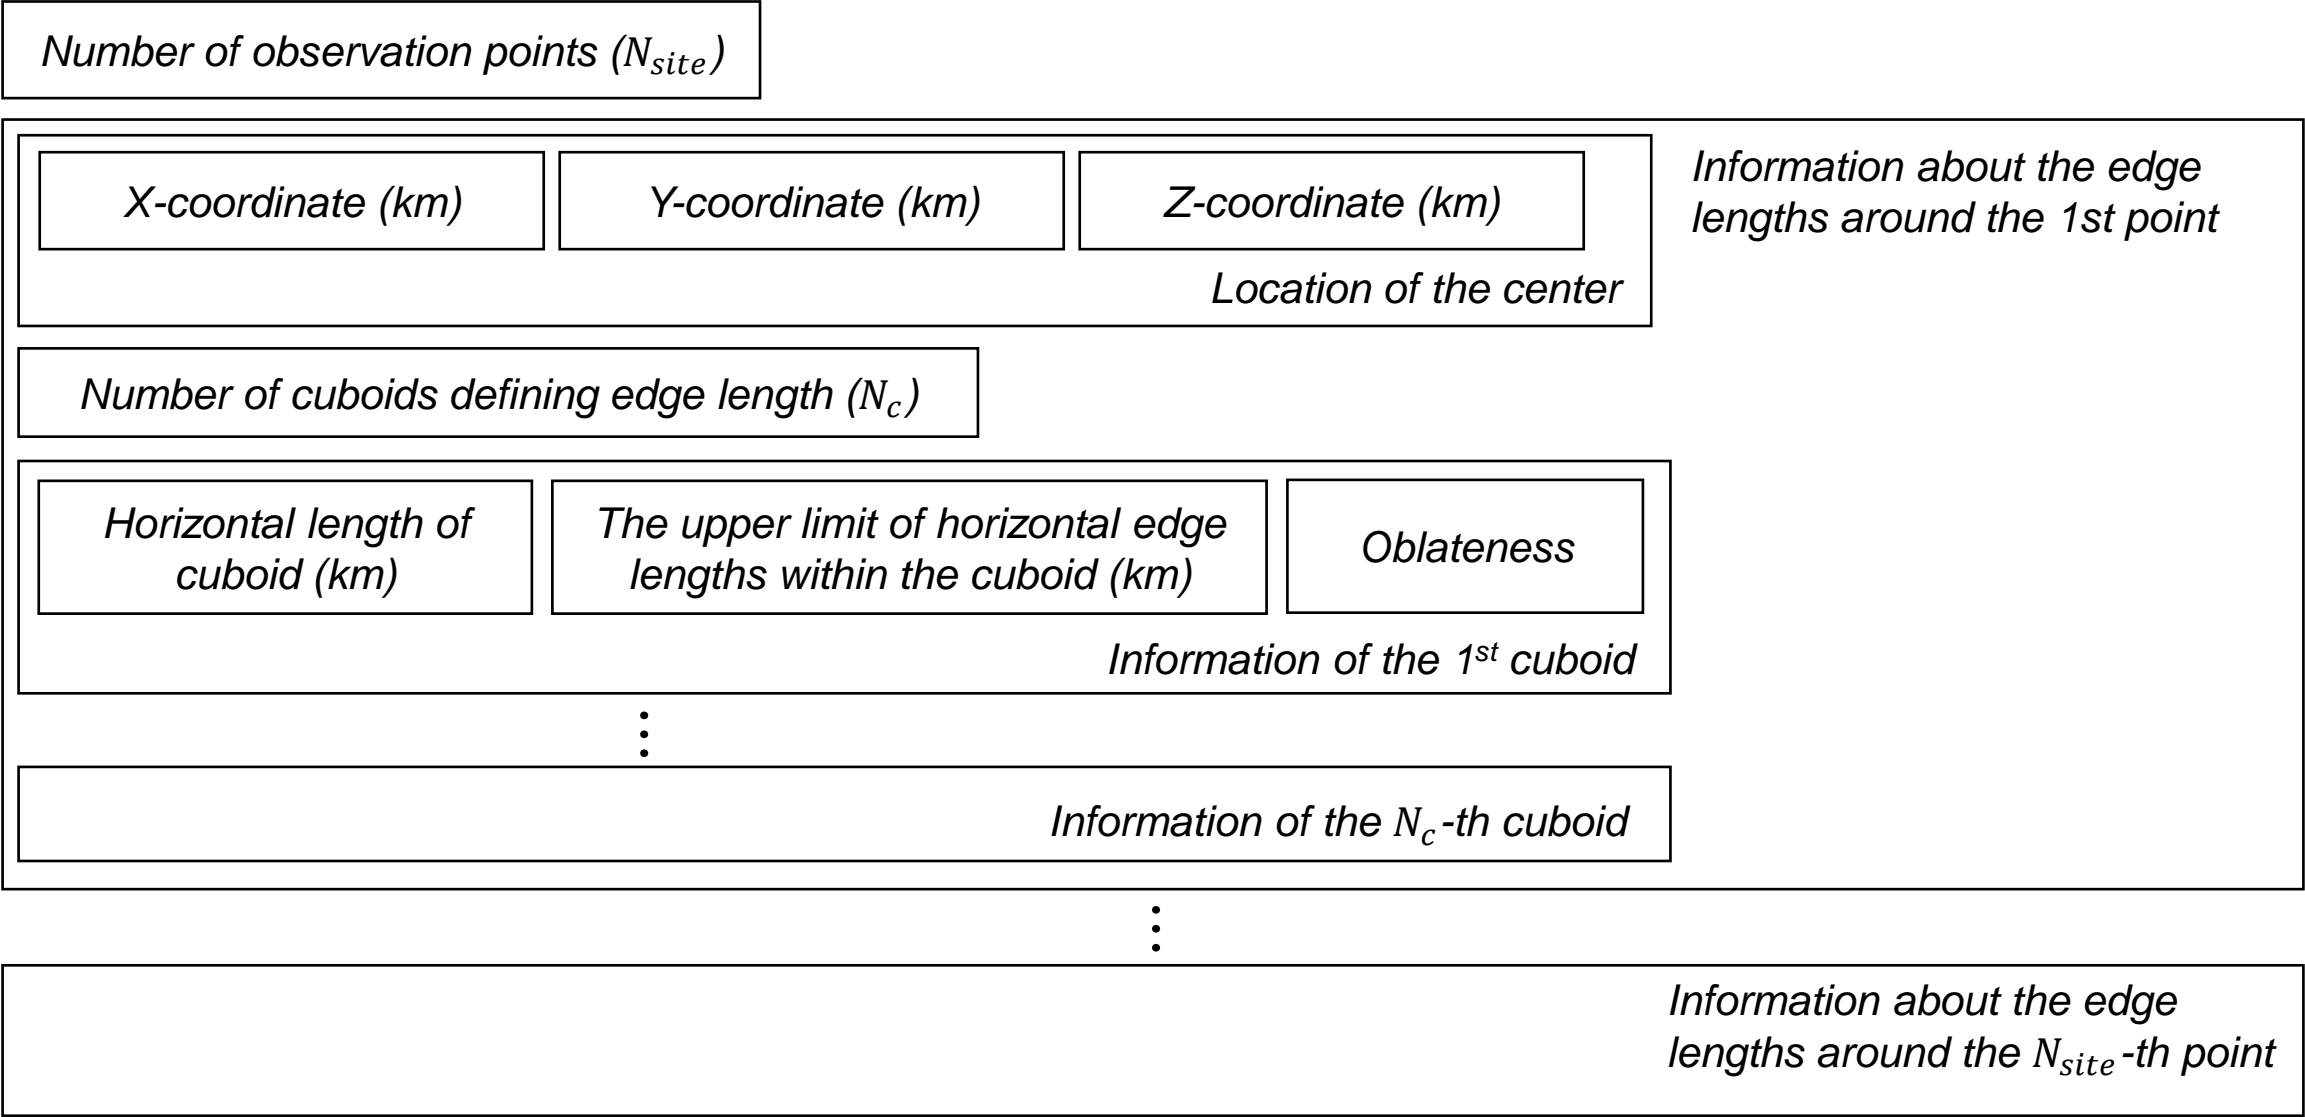 Number of observation points (N_site)
X-coordinate (km)
Y-coordinate (km)
Z-coordinate (km)
Location of the center
Information about the edge
lengths around the 1st point
Number of cuboids defining edge length (N_c)
Horizontal length of
cuboid (km)
The upper limit of horizontal edge
lengths within the cuboid (km)
Oblateness
Information of the 1st cuboid
Information of the N_c-th cuboid
Information about the edge
lengths around the N_site-th point